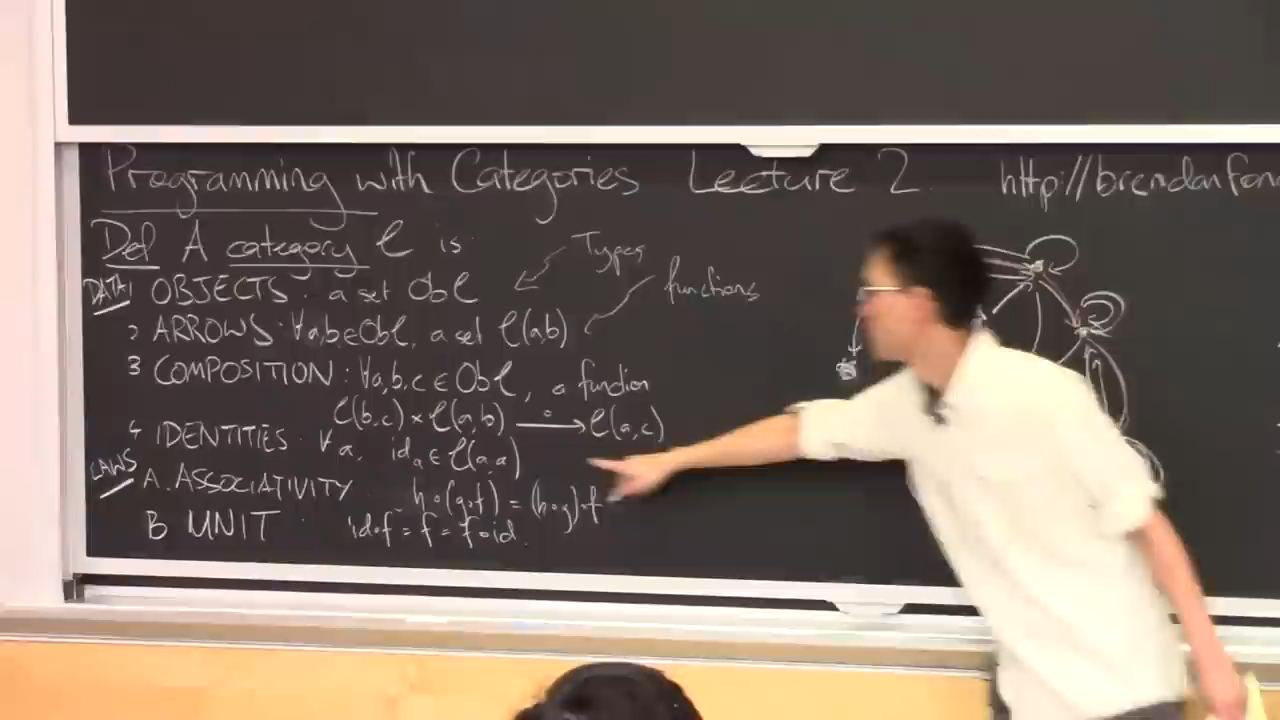 Programming with Categories Lecture 2. http://brendanfon
Def A category C is:
Types
DATA 1 OBJECTS: a set Ob C
functions
2 ARROWS: ∀a,b∈Ob C, a set C(a,b)
3 COMPOSITION: ∀a,b,c ∈ Ob C, a function
C(b,c) × C(a,b) —∘→ C(a,c)
4 IDENTITIES: ∀a, id_a ∈ C(a,a)
LAWS A. ASSOCIATIVITY h∘(g∘f) = (h∘g)∘f
B UNIT id∘f = f = f∘id.